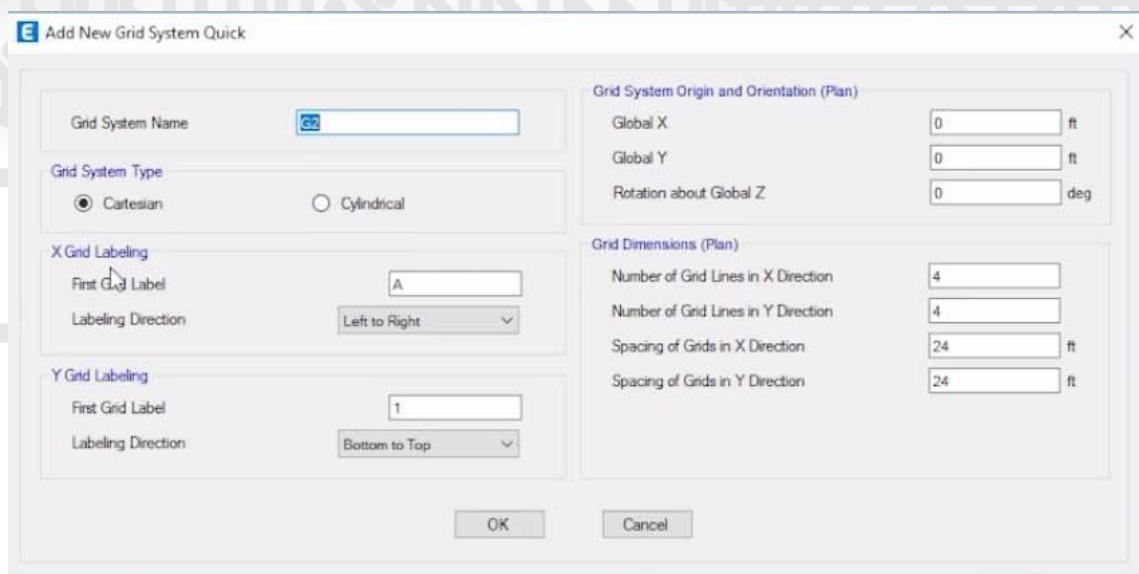 E Add New Grid System Quick
Grid System Name G2
Grid System Type
Cartesian Cylindrical
X Grid Labeling
First Grid Label A
Labeling Direction Left to Right
Y Grid Labeling
First Grid Label 1
Labeling Direction Bottom to Top
Grid System Origin and Orientation (Plan)
Global X 0 ft
Global Y 0 ft
Rotation about Global Z 0 deg
Grid Dimensions (Plan)
Number of Grid Lines in X Direction 4
Number of Grid Lines in Y Direction 4
Spacing of Grids in X Direction 24 ft
Spacing of Grids in Y Direction 24 ft
OK Cancel